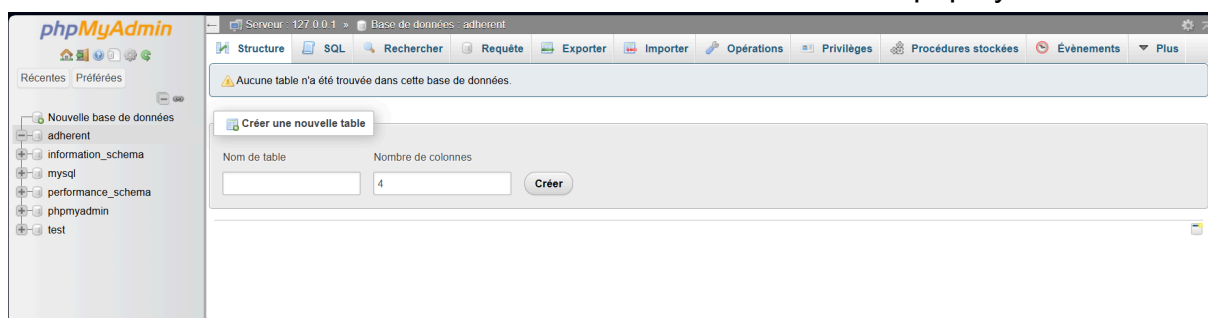 phpMyAdmin
Récentes Préférées
Nouvelle base de données
adherent
information_schema
mysql
performance_schema
phpmyadmin
test
Serveur : 127.0.0.1 » Base de données : adherent
Structure SQL Rechercher Requête Exporter Importer Opérations Privilèges Procédures stockées Évènements Plus
Aucune table n'a été trouvée dans cette base de données.
Créer une nouvelle table
Nom de table Nombre de colonnes
4 Créer